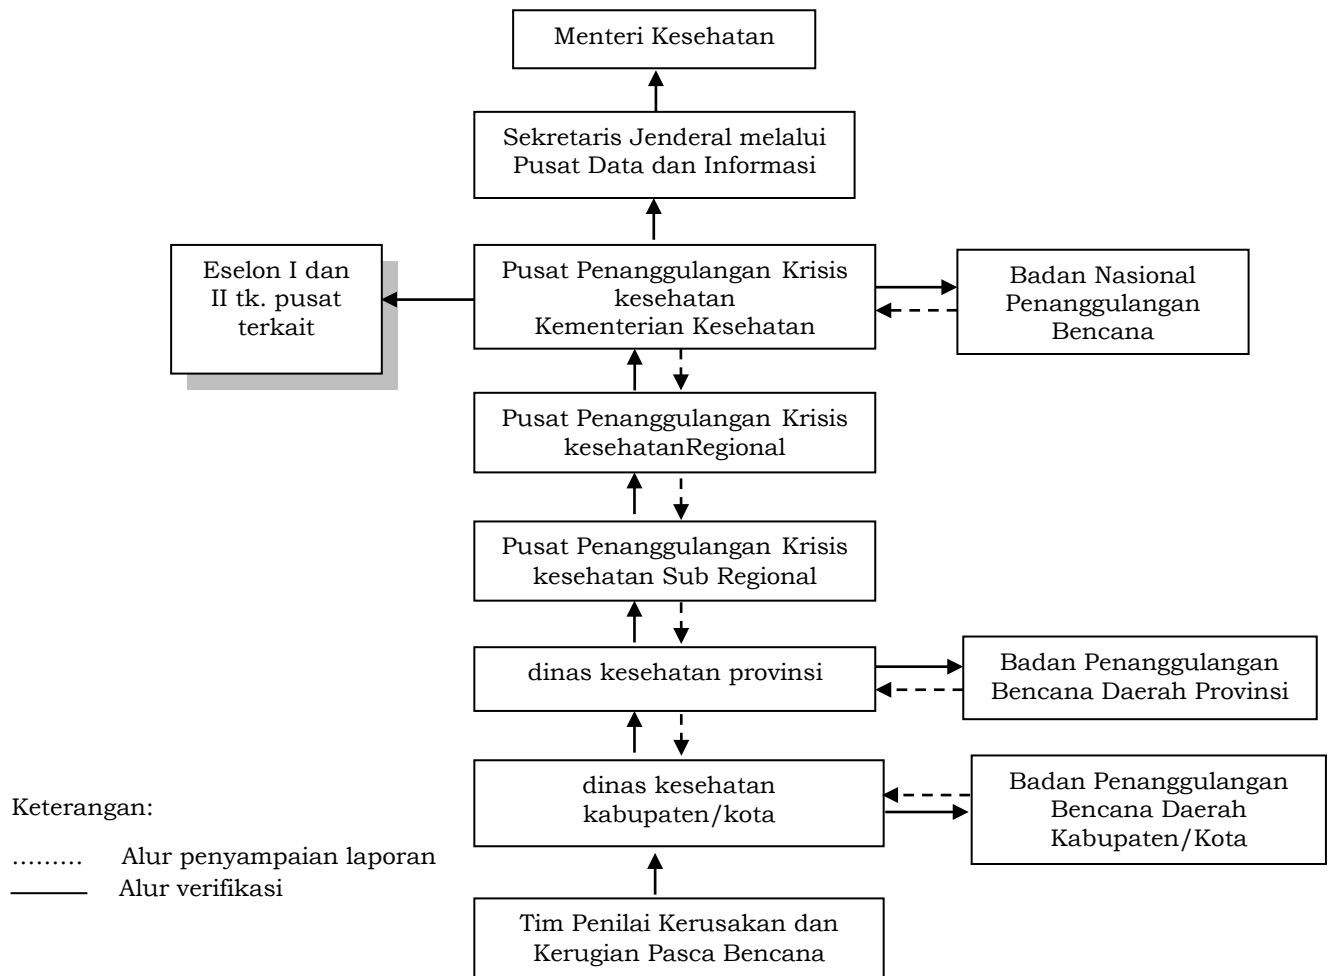 Menteri Kesehatan
Sekretaris Jenderal melalui
Pusat Data dan Informasi
Eselon I dan
II tk. pusat
terkait
Pusat Penanggulangan Krisis
kesehatan
Kementerian Kesehatan
Badan Nasional
Penanggulangan
Bencana
Pusat Penanggulangan Krisis
kesehatanRegional
Pusat Penanggulangan Krisis
kesehatan Sub Regional
dinas kesehatan provinsi
Badan Penanggulangan
Bencana Daerah Provinsi
dinas kesehatan
kabupaten/kota
Badan Penanggulangan
Bencana Daerah
Kabupaten/Kota
Keterangan:
......... Alur penyampaian laporan
Alur verifikasi
Tim Penilai Kerusakan dan
Kerugian Pasca Bencana